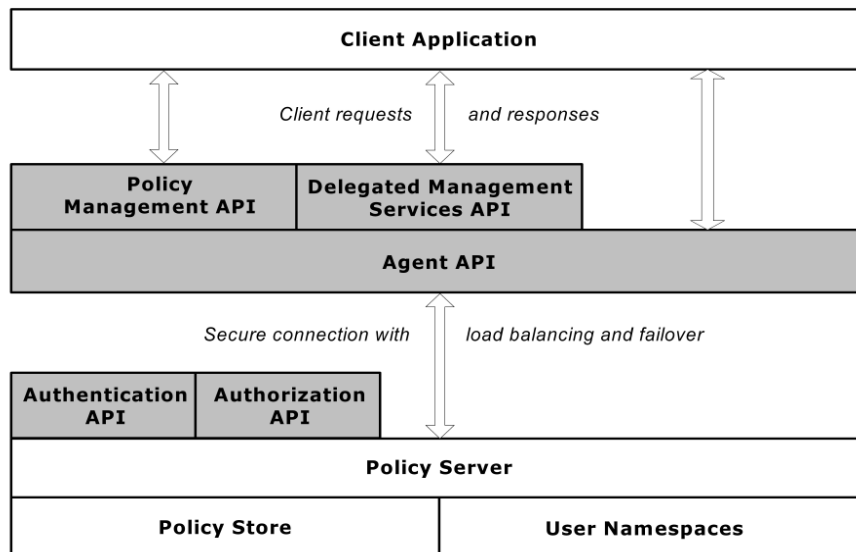 Client Application
Client requests and responses
Policy
Management API
Delegated Management
Services API
Agent API
Secure connection with load balancing and failover
Authentication
API
Authorization
API
Policy Server
Policy Store
User Namespaces